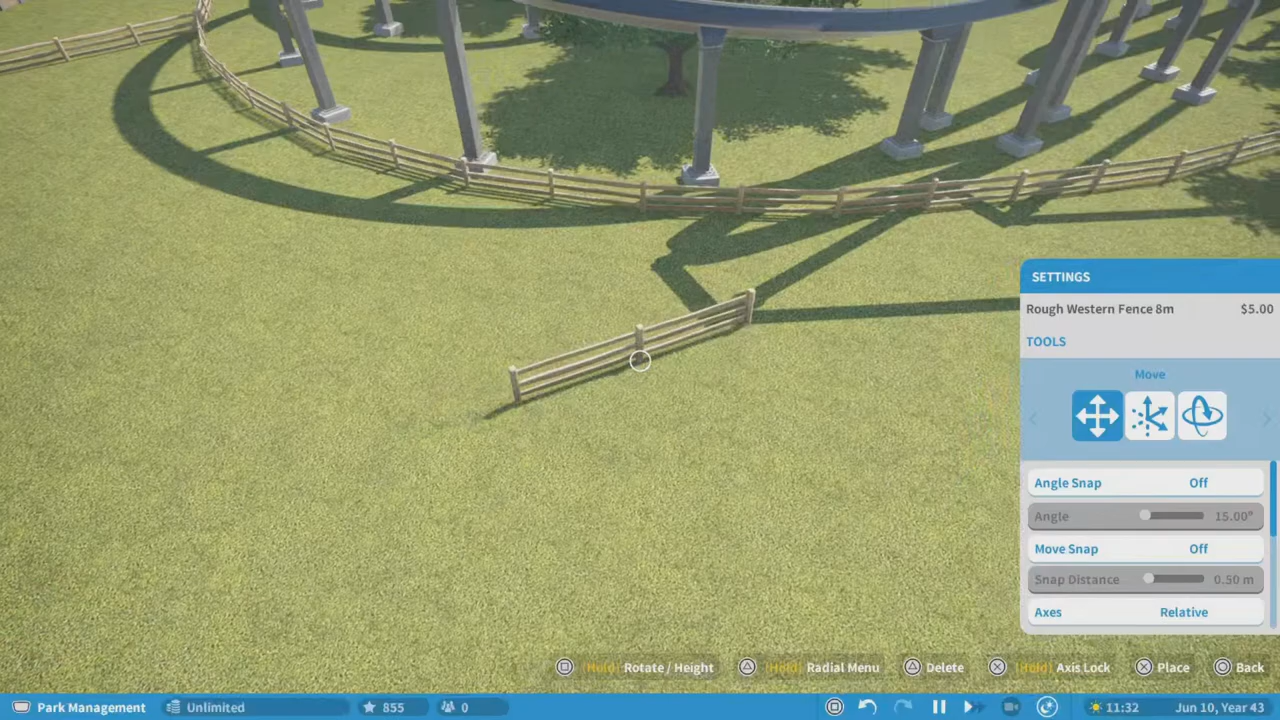 SETTINGS
Rough Western Fence 8m $5.00
TOOLS
Move
Angle Snap Off
Angle 15.00°
Move Snap Off
Snap Distance 0.50 m
Axes Relative
(Hold) Rotate / Height (Hold) Radial Menu Delete (Hold) Axis Lock Place Back
Park Management Unlimited 855 0 11:32 Jun 10, Year 43